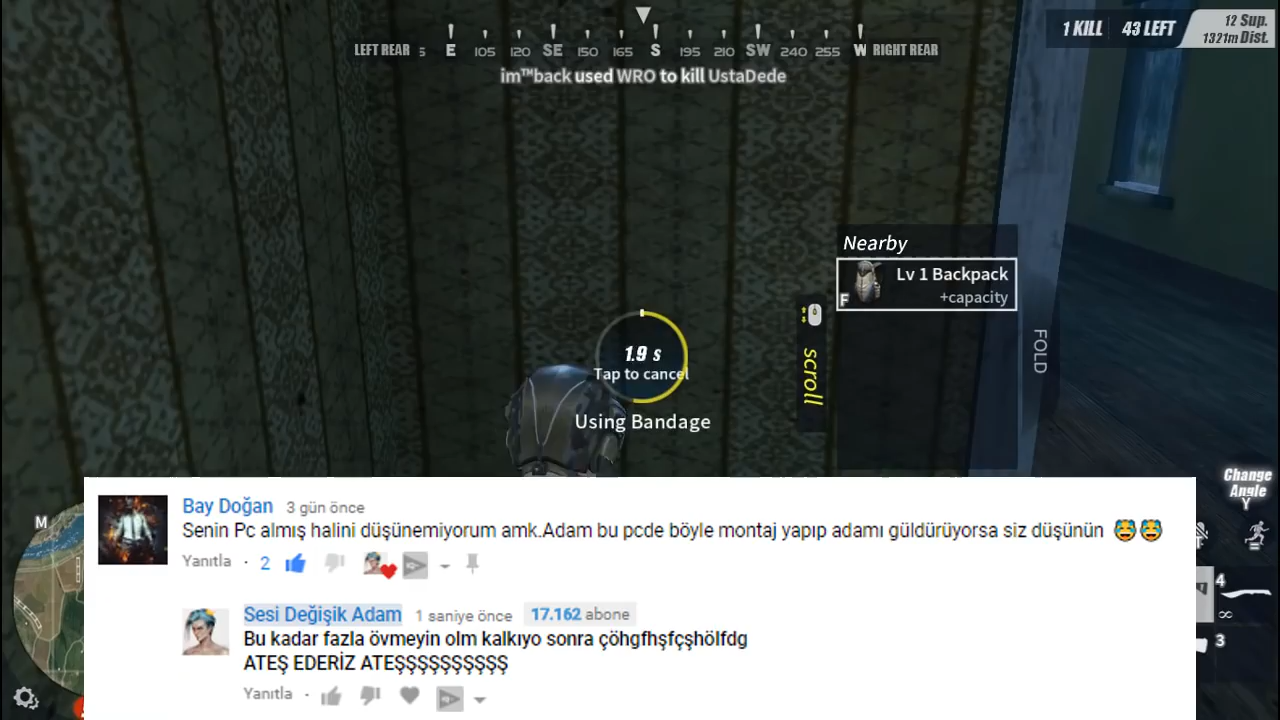 1 KILL 43 LEFT 12 Sup.
1321m Dist.
LEFT REAR E 105 120 SE 150 165 S 195 210 SW 240 255 W RIGHT REAR
im™back used WRO to kill UstaDede
Nearby
Lv 1 Backpack
F +capacity
scroll
FOLD
1.9 s
Tap to cancel
Using Bandage
Change
Angle
Y
M
4
∞
3
Bay Doğan 3 gün önce
Senin Pc almış halini düşünemiyorum amk.Adam bu pcde böyle montaj yapıp adamı güldürüyorsa siz düşünün
Yanıtla · 2
Sesi Değişik Adam 1 saniye önce 17.162 abone
Bu kadar fazla övmeyin olm kalkıyo sonra çöhgfhşfçşhölfdg
ATEŞ EDERİZ ATEŞŞŞŞŞŞŞŞŞŞ
Yanıtla ·